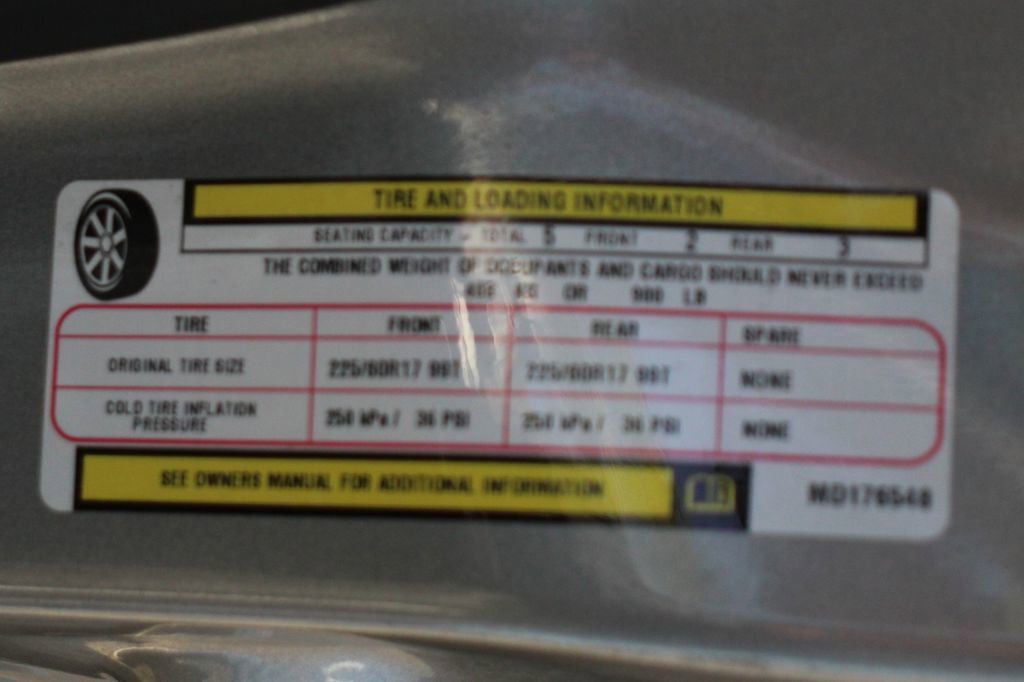 TIRE AND LOADING INFORMATION
SEATING CAPACITY - TOTAL 5 FRONT 2 REAR 3
THE COMBINED WEIGHT OF OCCUPANTS AND CARGO SHOULD NEVER EXCEED
KG OR 900 LB
TIRE FRONT REAR SPARE
ORIGINAL TIRE SIZE 225/60R17 99T 225/60R17 99T NONE
COLD TIRE INFLATION
PRESSURE 250 kPa / 36 PSI 250 kPa / 36 PSI NONE
SEE OWNERS MANUAL FOR ADDITIONAL INFORMATION